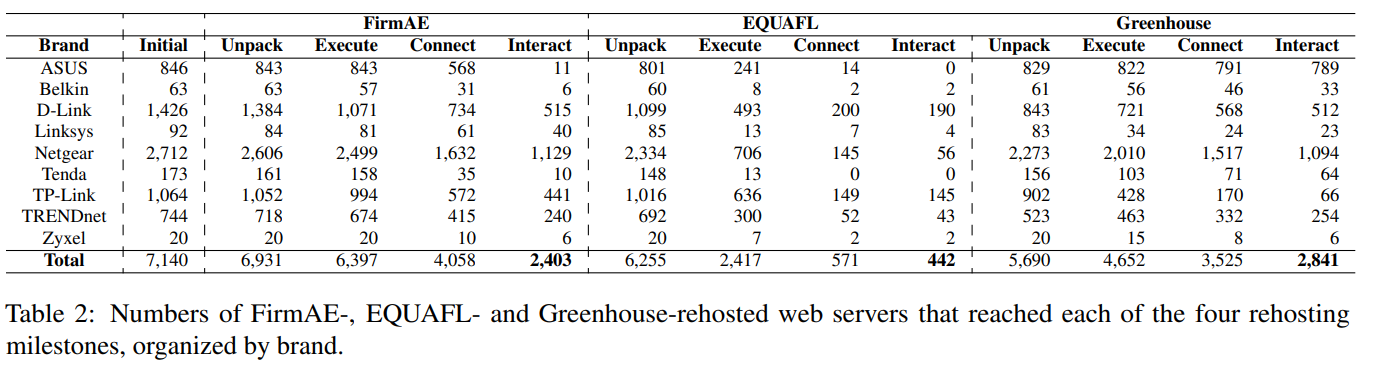 FirmAE EQUAFL Greenhouse
Brand Initial Unpack Execute Connect Interact Unpack Execute Connect Interact Unpack Execute Connect Interact
ASUS 846 843 843 568 11 801 241 14 0 829 822 791 789
Belkin 63 63 57 31 6 60 8 2 2 61 56 46 33
D-Link 1,426 1,384 1,071 734 515 1,099 493 200 190 843 721 568 512
Linksys 92 84 81 61 40 85 13 7 4 83 34 24 23
Netgear 2,712 2,606 2,499 1,632 1,129 2,334 706 145 56 2,273 2,010 1,517 1,094
Tenda 173 161 158 35 10 148 13 0 0 156 103 71 64
TP-Link 1,064 1,052 994 572 441 1,016 636 149 145 902 428 170 66
TRENDnet 744 718 674 415 240 692 300 52 43 523 463 332 254
Zyxel 20 20 20 10 6 20 7 2 2 20 15 8 6
Total 7,140 6,931 6,397 4,058 2,403 6,255 2,417 571 442 5,690 4,652 3,525 2,841
Table 2: Numbers of FirmAE-, EQUAFL- and Greenhouse-rehosted web servers that reached each of the four rehosting
milestones, organized by brand.